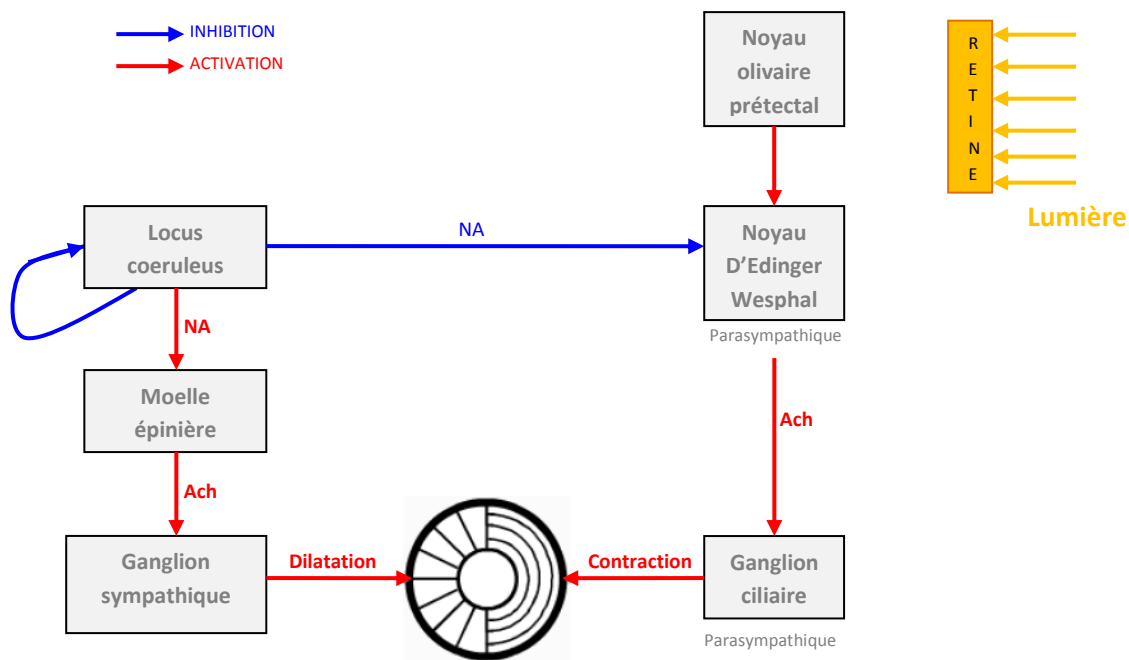 INHIBITION
ACTIVATION
Noyau
olivaire
prétectal
RETINE
Lumière
Locus
coeruleus
NA
Noyau
D'Edinger
Wesphal
Parasympathique
NA
Moelle
épinière
Ach
Ach
Ganglion
sympathique
Dilatation
Contraction
Ganglion
ciliaire
Parasympathique